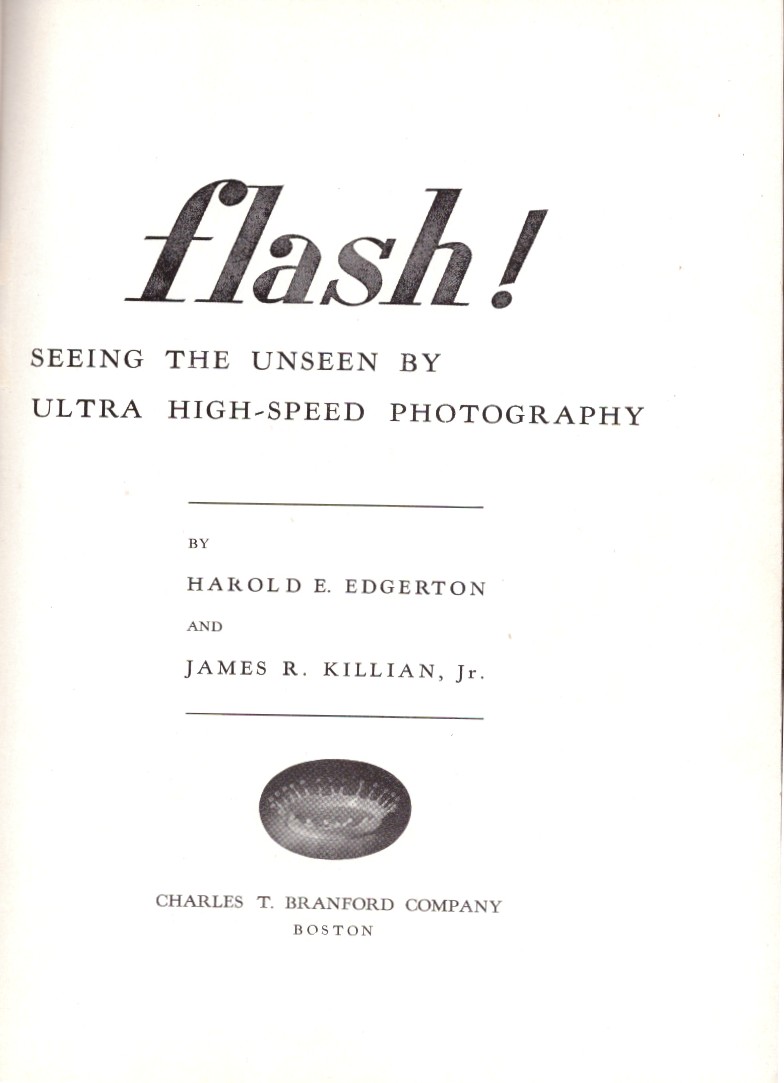 flash!
SEEING THE UNSEEN BY
ULTRA HIGH-SPEED PHOTOGRAPHY
BY
HAROLD E. EDGERTON
AND
JAMES R. KILLIAN, Jr.
CHARLES T. BRANFORD COMPANY
BOSTON